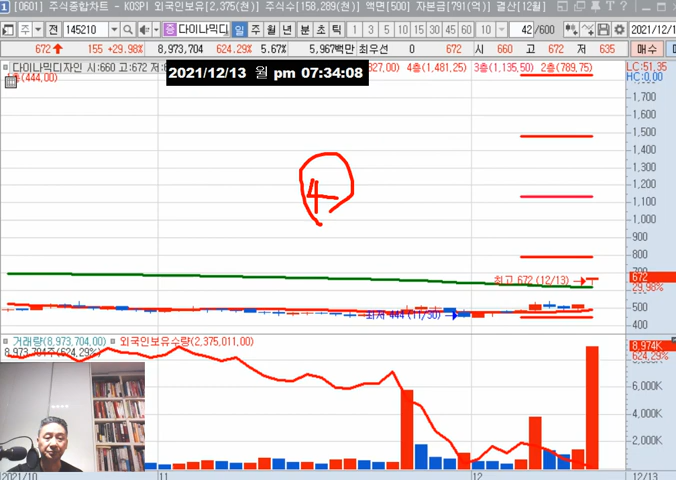 [0601] 주식종합차트 - KOSPI 외국인보유[2,375(천)] 주식수[158,289(천)] 액면[500] 자본금[791(억)] 결산[12월]
전 145210 중 다이나믹디 일 주 월 년 분 초 틱 1 3 5 10 15 30 45 60 10 42 /600 2021/12/1
672 ↑ 155 +29.98% 8,973,704 624.29% 5.67% 5,967백만 최우선 0 672 시 660 고 672 저 635 매수
다이나믹디자인 시:660 고:672 저:6 4층(1,481,25) 3층(1,135,50) 2층(789,75) LC:51,35
(444,00) HC:0,00
2021/12/13 월 pm 07:34:08
1,700
1,600
1,500
1,400
1,300
1,200
4
1,100
1,000
900
800
최고 672 (12/13)
672
29,98%
500
최저 444 (11/30)
400
거래량(8,973,704,00) 외국인보유수량(2,375,011,00)
8,973,704주(624,29%)
8,974K
624,29%
6,000K
4,000K
2,000K
2021/10 11 12 12/13